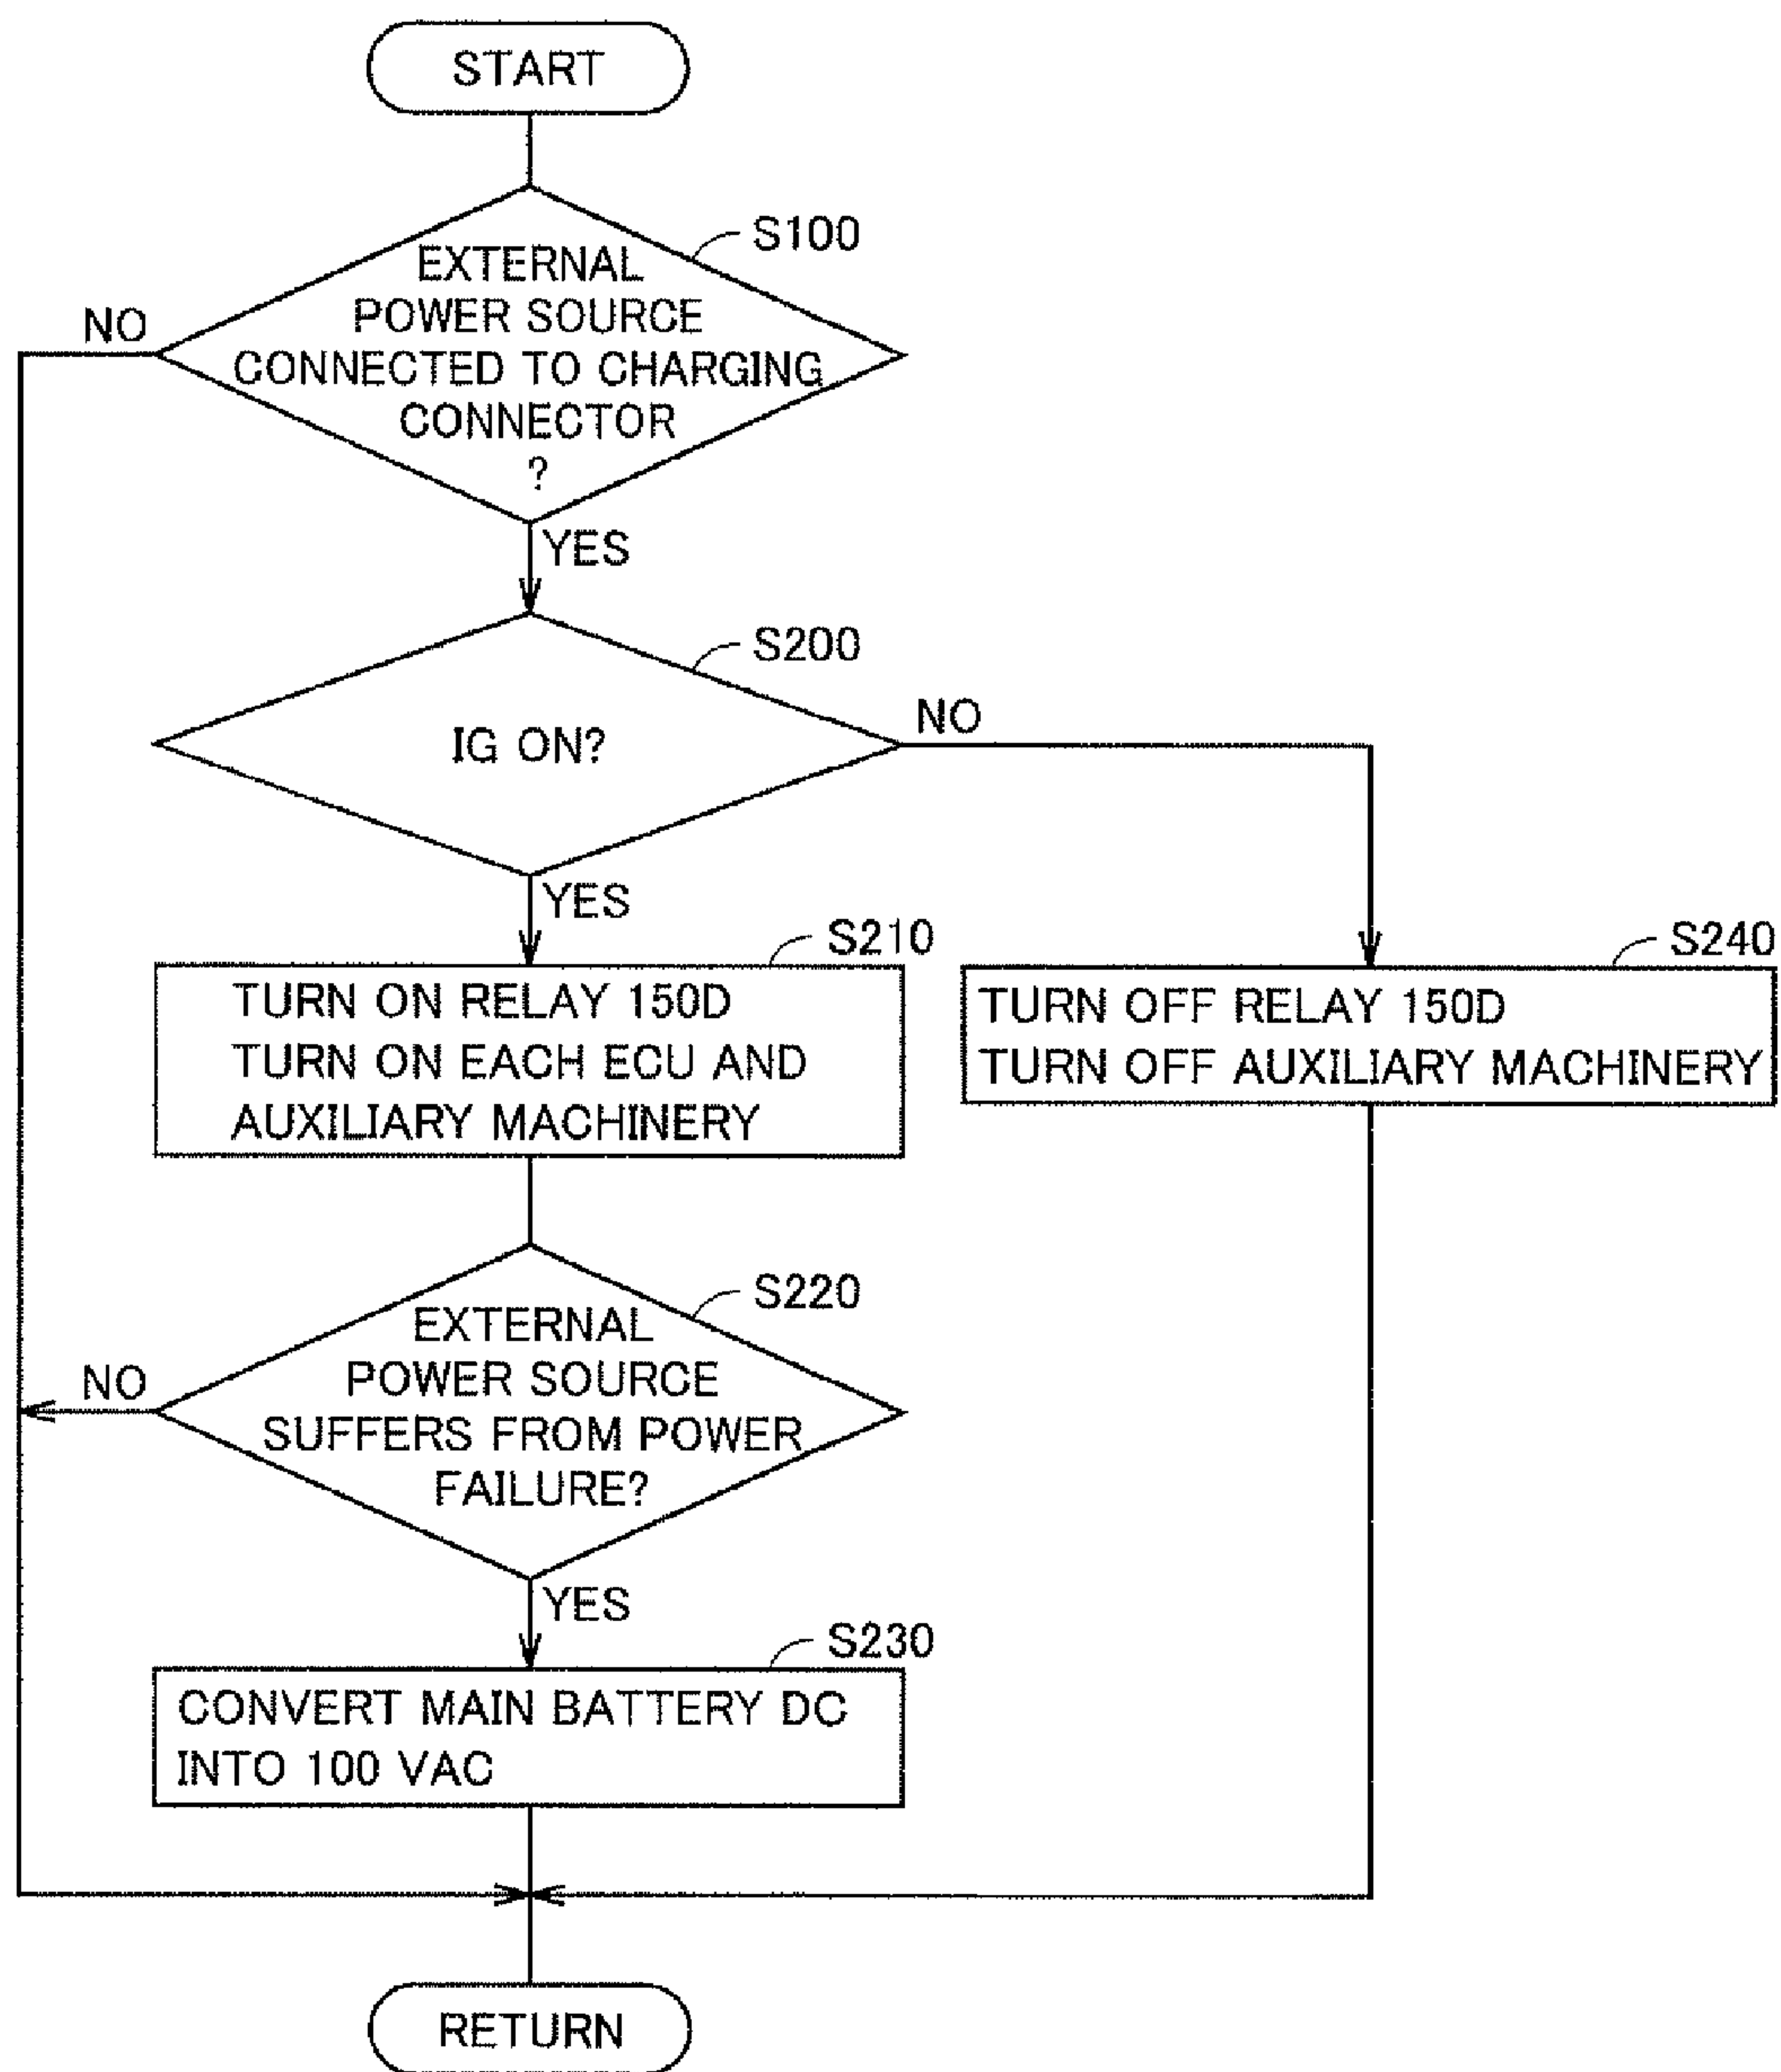 START
S100
EXTERNAL
POWER SOURCE
CONNECTED TO CHARGING
CONNECTOR
?
NO
YES
S200
IG ON?
NO
YES
S210
TURN ON RELAY 150D
TURN ON EACH ECU AND
AUXILIARY MACHINERY
S240
TURN OFF RELAY 150D
TURN OFF AUXILIARY MACHINERY
S220
EXTERNAL
POWER SOURCE
SUFFERS FROM POWER
FAILURE?
NO
YES
S230
CONVERT MAIN BATTERY DC
INTO 100 VAC
RETURN